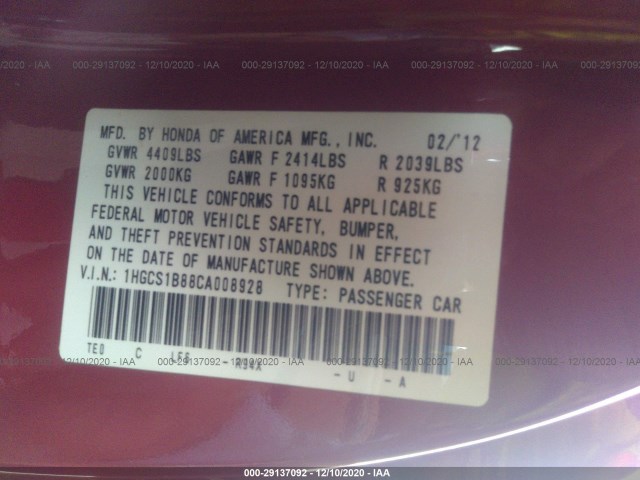 000-29137092 - 12/10/2020 - IAA
MFD. BY HONDA OF AMERICA MFG., INC. 02/'12
GVWR 4409LBS GAWR F 2414LBS R 2039LBS
GVWR 2000KG GAWR F 1095KG R 925KG
THIS VEHICLE CONFORMS TO ALL APPLICABLE
FEDERAL MOTOR VEHICLE SAFETY, BUMPER,
AND THEFT PREVENTION STANDARDS IN EFFECT
ON THE DATE OF MANUFACTURE SHOWN ABOVE.
V.I.N.: 1HGCS1B88CA008928 TYPE: PASSENGER CAR
TE0 C - R94X - U - A
000-29137092 - 12/10/2020 - IAA